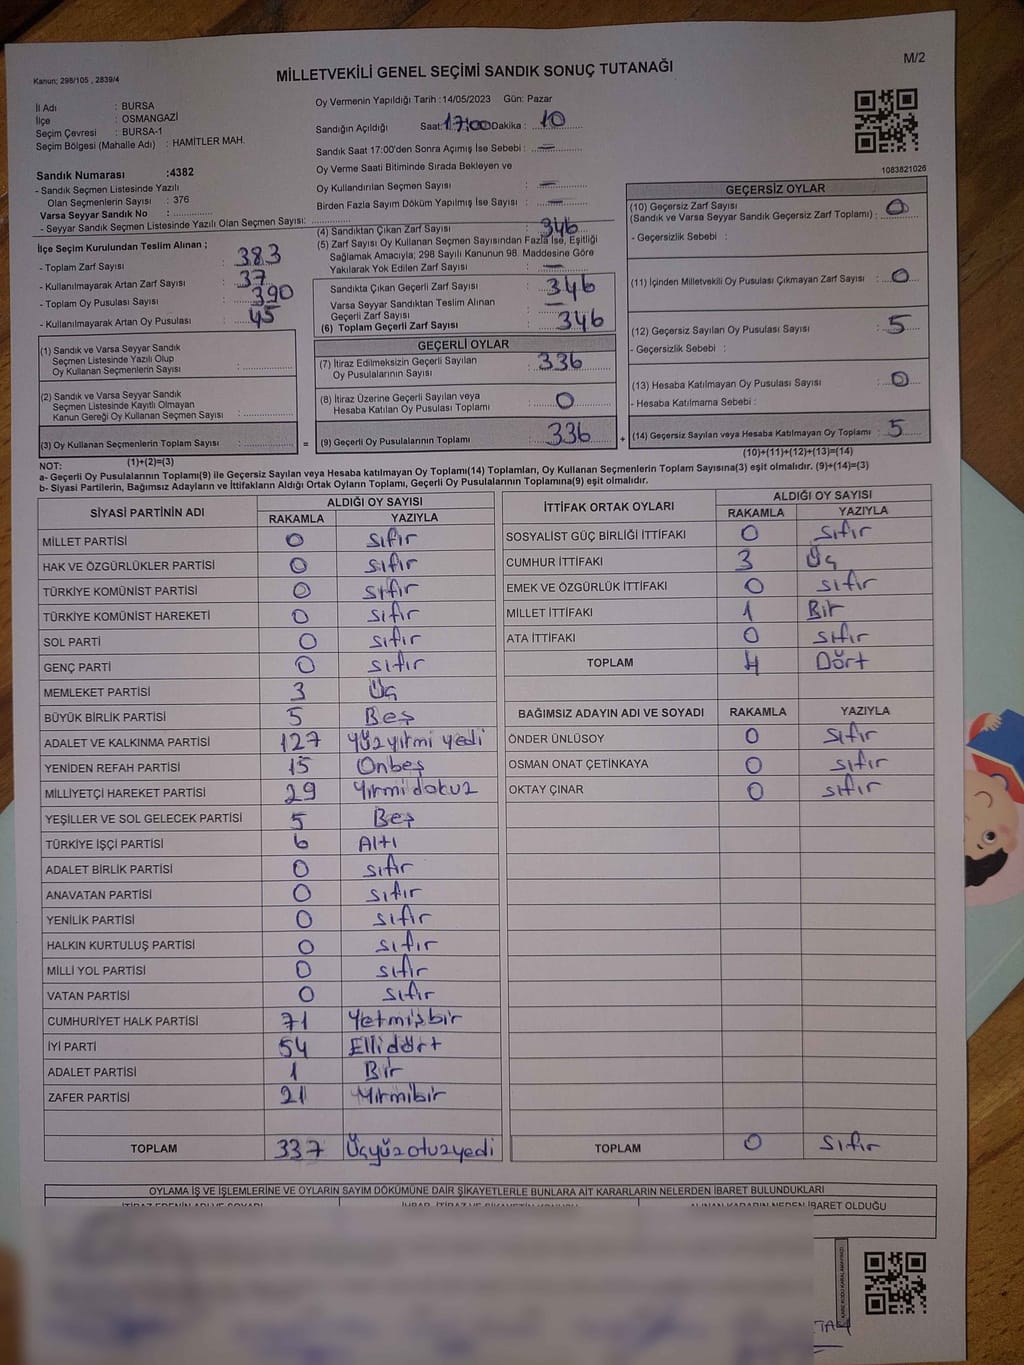 Kanun; 298/105 , 2839/4
MİLLETVEKİLİ GENEL SEÇİMİ SANDIK SONUÇ TUTANAĞI
M/2
İl Adı : BURSA
İlçe : OSMANGAZİ
Seçim Çevresi : BURSA-1
Seçim Bölgesi (Mahalle Adı) : HAMİTLER MAH.
Sandık Numarası :4382
- Sandık Seçmen Listesinde Yazılı
Olan Seçmenlerin Sayısı : 376
Varsa Seyyar Sandık No :
- Seyyar Sandık Seçmen Listesinde Yazılı Olan Seçmen Sayısı:
Oy Vermenin Yapıldığı Tarih : 14/05/2023 Gün: Pazar
Sandığın Açıldığı Saat: 17:00 Dakika : 10
Sandık Saat 17:00'den Sonra Açımış İse Sebebi : —
Oy Verme Saati Bitiminde Sırada Bekleyen ve
Oy Kullandırılan Seçmen Sayısı : —
Birden Fazla Sayım Döküm Yapılmış İse Sayısı : —
1083821026
İlçe Seçim Kurulundan Teslim Alınan ;
- Toplam Zarf Sayısı : 383
- Kullanılmayarak Artan Zarf Sayısı : 37
- Toplam Oy Pusulası Sayısı : 390
- Kullanılmayarak Artan Oy Pusulası : 45
(1) Sandık ve Varsa Seyyar Sandık
Seçmen Listesinde Yazılı Olup
Oy Kullanan Seçmenlerin Sayısı :
(2) Sandık ve Varsa Seyyar Sandık
Seçmen Listesinde Kayıtlı Olmayan
Kanun Gereği Oy Kullanan Seçmen Sayısı :
(3) Oy Kullanan Seçmenlerin Toplam Sayısı :
(1)+(2)=(3)
(4) Sandıktan Çıkan Zarf Sayısı : 346
(5) Zarf Sayısı Oy Kullanan Seçmen Sayısından Fazla İse, Eşitliği
Sağlamak Amacıyla; 298 Sayılı Kanunun 98. Maddesine Göre
Yakılarak Yok Edilen Zarf Sayısı : —
Sandıkta Çıkan Geçerli Zarf Sayısı : 346
Varsa Seyyar Sandıktan Teslim Alınan
Geçerli Zarf Sayısı : —
(6) Toplam Geçerli Zarf Sayısı : 346
GEÇERLİ OYLAR
(7) İtiraz Edilmeksizin Geçerli Sayılan
Oy Pusulalarının Sayısı : 336
(8) İtiraz Üzerine Geçerli Sayılan veya
Hesaba Katılan Oy Pusulası Toplamı : 0
= (9) Geçerli Oy Pusulalarının Toplamı : 336 +
GEÇERSİZ OYLAR
(10) Geçersiz Zarf Sayısı
(Sandık ve Varsa Seyyar Sandık Geçersiz Zarf Toplamı) : 0
- Geçersizlik Sebebi :
(11) İçinden Milletvekili Oy Pusulası Çıkmayan Zarf Sayısı : 0
(12) Geçersiz Sayılan Oy Pusulası Sayısı : 5
- Geçersizlik Sebebi :
(13) Hesaba Katılmayan Oy Pusulası Sayısı : 0
- Hesaba Katılmama Sebebi :
(14) Geçersiz Sayılan veya Hesaba Katılmayan Oy Toplamı : 5
(10)+(11)+(12)+(13)=(14)
NOT:
a- Geçerli Oy Pusulalarının Toplamı(9) ile Geçersiz Sayılan veya Hesaba katılmayan Oy Toplamı(14) Toplamları, Oy Kullanan Seçmenlerin Toplam Sayısına(3) eşit olmalıdır. (9)+(14)=(3)
b- Siyasi Partilerin, Bağımsız Adayların ve İttifakların Aldığı Ortak Oyların Toplamı, Geçerli Oy Pusulalarının Toplamına(9) eşit olmalıdır.
SİYASİ PARTİNİN ADI ALDIĞI OY SAYISI
RAKAMLA YAZIYLA
MİLLET PARTİSİ 0 sıfır
HAK VE ÖZGÜRLÜKLER PARTİSİ 0 sıfır
TÜRKİYE KOMÜNİST PARTİSİ 0 sıfır
TÜRKİYE KOMÜNİST HAREKETİ 0 sıfır
SOL PARTİ 0 sıfır
GENÇ PARTİ 0 sıfır
MEMLEKET PARTİSİ 3 Üç
BÜYÜK BİRLİK PARTİSİ 5 Beş
ADALET VE KALKINMA PARTİSİ 127 yüzyirmi yedi
YENİDEN REFAH PARTİSİ 15 Onbeş
MİLLİYETÇİ HAREKET PARTİSİ 29 Yirmidokuz
YEŞİLLER VE SOL GELECEK PARTİSİ 5 Beş
TÜRKİYE İŞÇİ PARTİSİ 6 Altı
ADALET BİRLİK PARTİSİ 0 sıfır
ANAVATAN PARTİSİ 0 sıfır
YENİLİK PARTİSİ 0 sıfır
HALKIN KURTULUŞ PARTİSİ 0 sıfır
MİLLİ YOL PARTİSİ 0 sıfır
VATAN PARTİSİ 0 sıfır
CUMHURİYET HALK PARTİSİ 71 Yetmişbir
İYİ PARTİ 54 Ellidört
ADALET PARTİSİ 1 Bir
ZAFER PARTİSİ 21 Yirmibir
TOPLAM 337 Üçyüzotuzyedi
İTTİFAK ORTAK OYLARI ALDIĞI OY SAYISI
RAKAMLA YAZIYLA
SOSYALİST GÜÇ BİRLİĞİ İTTİFAKI 0 sıfır
CUMHUR İTTİFAKI 3 Üç
EMEK VE ÖZGÜRLÜK İTTİFAKI 0 sıfır
MİLLET İTTİFAKI 1 Bir
ATA İTTİFAKI 0 sıfır
TOPLAM 4 Dört
BAĞIMSIZ ADAYIN ADI VE SOYADI RAKAMLA YAZIYLA
ÖNDER ÜNLÜSOY 0 sıfır
OSMAN ONAT ÇETİNKAYA 0 sıfır
OKTAY ÇINAR 0 sıfır
TOPLAM 0 sıfır
OYLAMA İŞ VE İŞLEMLERİNE VE OYLARIN SAYIM DÖKÜMÜNE DAİR ŞİKAYETLERLE BUNLARA AİT KARARLARIN NELERDEN İBARET BULUNDUKLARI
İTİRAZ EDENİN ADI VE SOYADI İHBAR, İTİRAZ VE ŞİKAYETİN KONUSU ALINAN KARARIN NEDEN İBARET OLDUĞU
KARE KODU KARALAMAYINIZ!